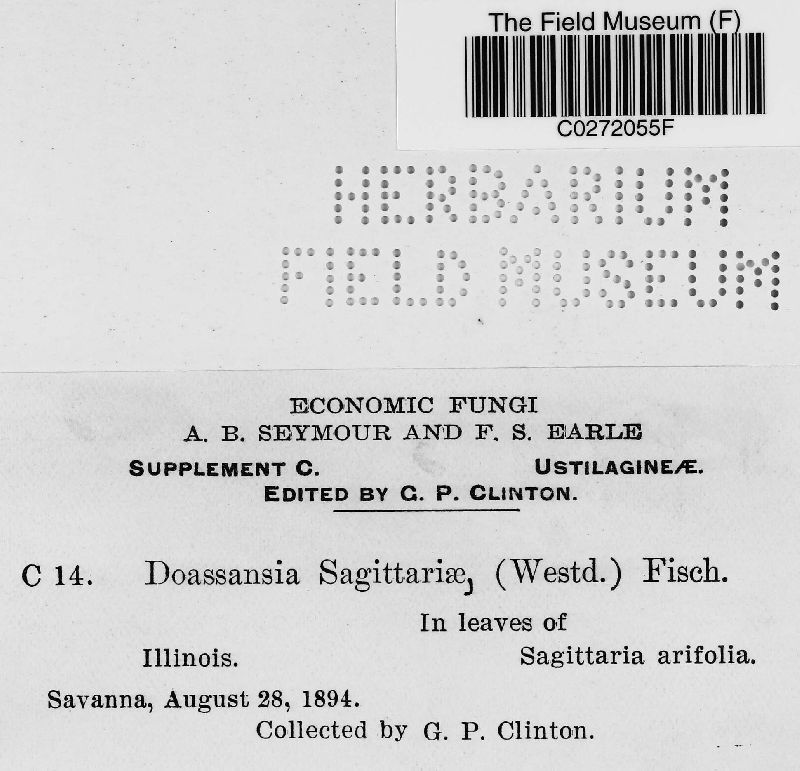 The Field Museum (F)
C0272055F
HERBARIUM
FIELD MUSEUM
ECONOMIC FUNGI
A. B. SEYMOUR AND F. S. EARLE
SUPPLEMENT C. USTILAGINEÆ.
EDITED BY G. P. CLINTON.
C 14. Doassansia Sagittariæ, (Westd.) Fisch.
In leaves of
Illinois. Sagittaria arifolia.
Savanna, August 28, 1894.
Collected by G. P. Clinton.